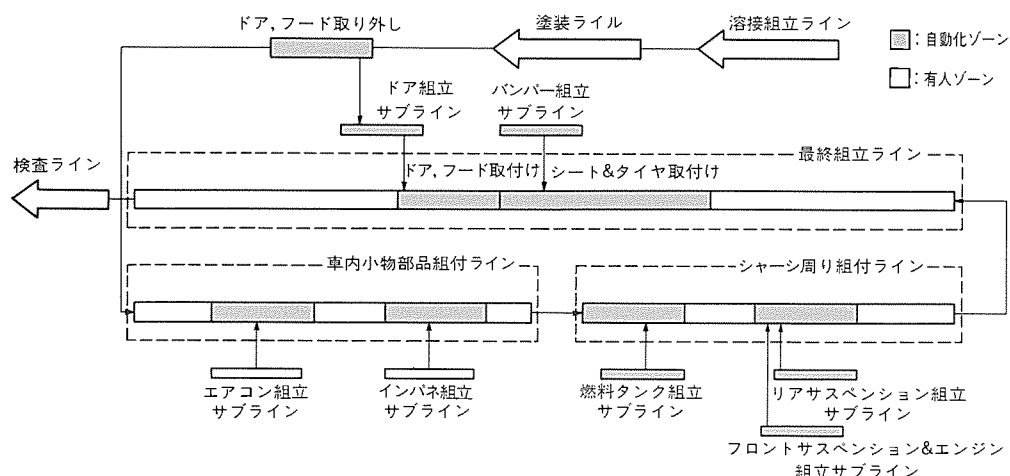 ドア,フード取り外し
塗装ライル
溶接組立ライン
:自動化ゾーン
:有人ゾーン
ドア組立
サブライン
バンパー組立
サブライン
検査ライン
最終組立ライン
ドア,フード取付け
シート&タイヤ取付け
車内小物部品組付ライン
シャーシ周り組付ライン
エアコン組立
サブライン
インパネ組立
サブライン
燃料タンク組立
サブライン
リアサスペンション組立
サブライン
フロントサスペンション&エンジン
組立サブライン